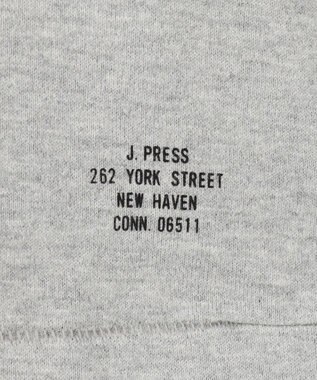 J. PRESS
262 YORK STREET
NEW HAVEN
CONN. 06511